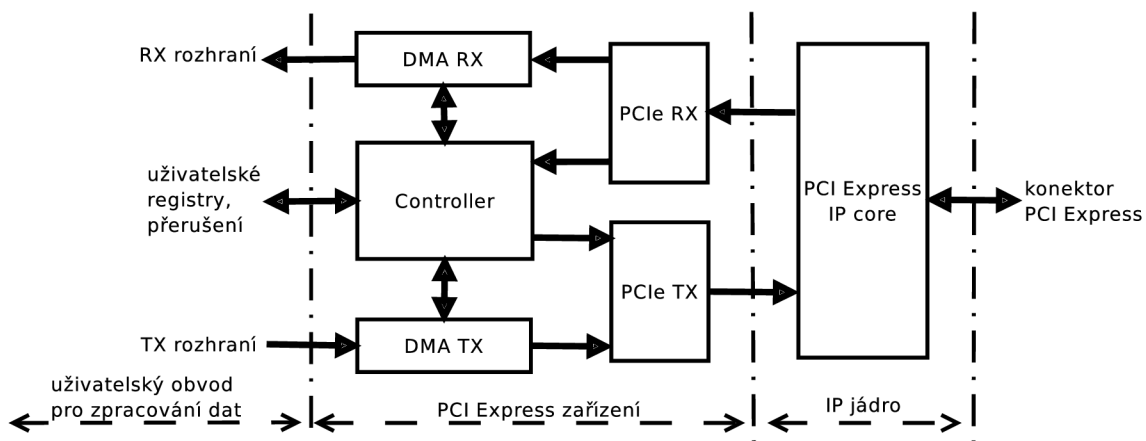 RX rozhraní
DMA RX
PCIe RX
uživatelské
registry,
přerušení
Controller
PCI Express
IP core
konektor
PCI Express
PCIe TX
TX rozhraní
DMA TX
uživatelský obvod
pro zpracování dat
PCI Express zařízení
IP jádro